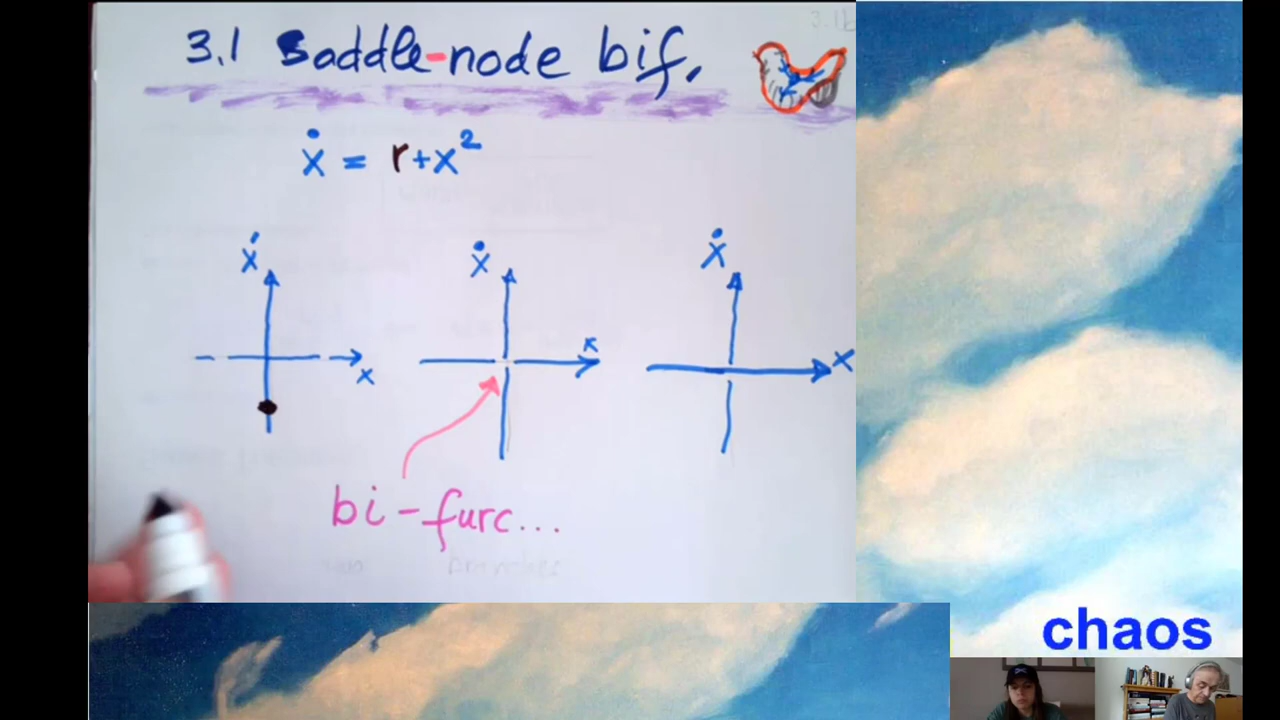 3.1 Saddle-node bif.
ẋ = r+x²
ẋ ẋ ẋ
x x x
bi-furc...
chaos